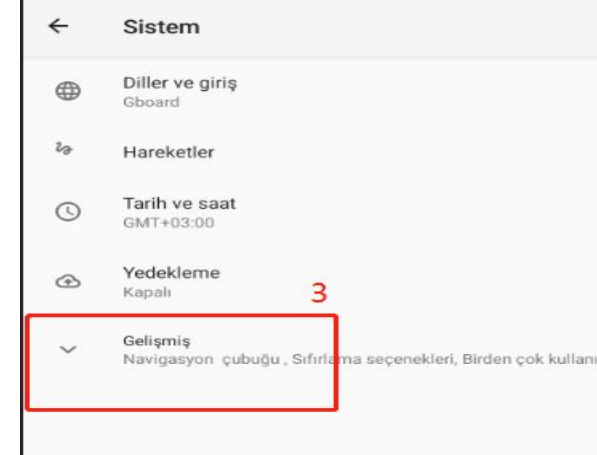 Sistem
Diller ve giriş
Gboard
Hareketler
Tarih ve saat
GMT+03:00
Yedekleme
Kapalı
3
Gelişmiş
Navigasyon çubuğu , Sıfırlama seçenekleri, Birden çok kullanı